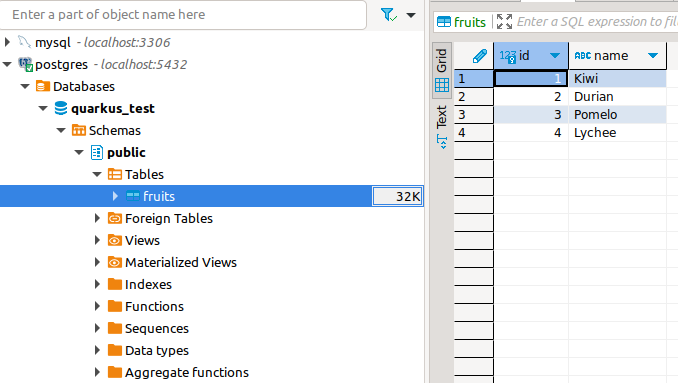 Enter a part of object name here
mysql - localhost:3306
postgres - localhost:5432
Databases
quarkus_test
Schemas
public
Tables
fruits 32K
Foreign Tables
Views
Materialized Views
Indexes
Functions
Sequences
Data types
Aggregate functions
fruits Enter a SQL expression to fil
Grid
Text
123 id ABC name
1 1 Kiwi
2 2 Durian
3 3 Pomelo
4 4 Lychee